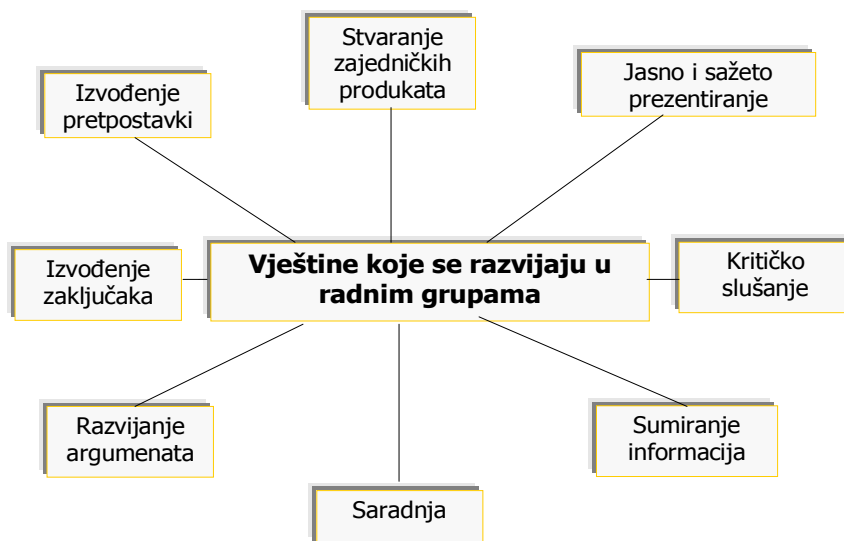 Stvaranje
zajedničkih
produkata
Jasno i sažeto
prezentiranje
Izvođenje
pretpostavki
Vještine koje se razvijaju u
radnim grupama
Kritičko
slušanje
Izvođenje
zaključaka
Razvijanje
argumenata
Sumiranje
informacija
Saradnja